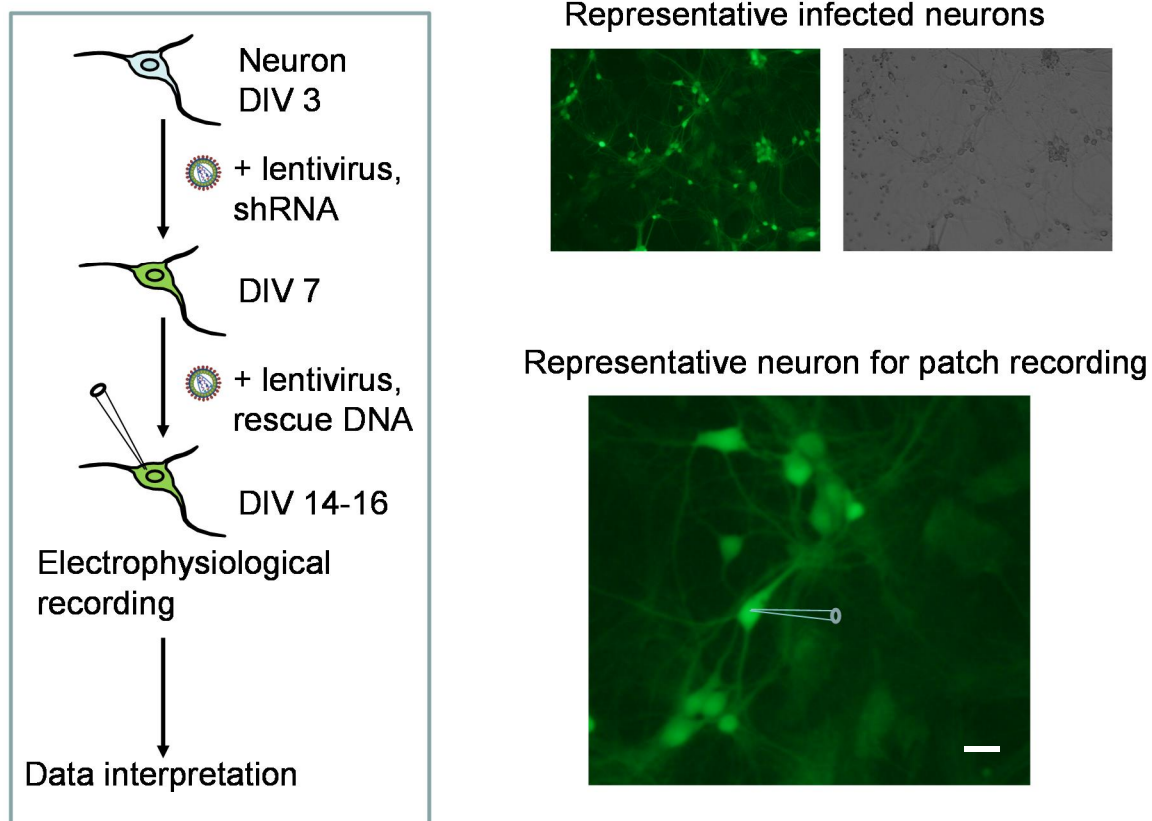 Neuron
DIV 3
+ lentivirus,
shRNA
DIV 7
+ lentivirus,
rescue DNA
DIV 14-16
Electrophysiological
recording
Data interpretation
Representative infected neurons
Representative neuron for patch recording